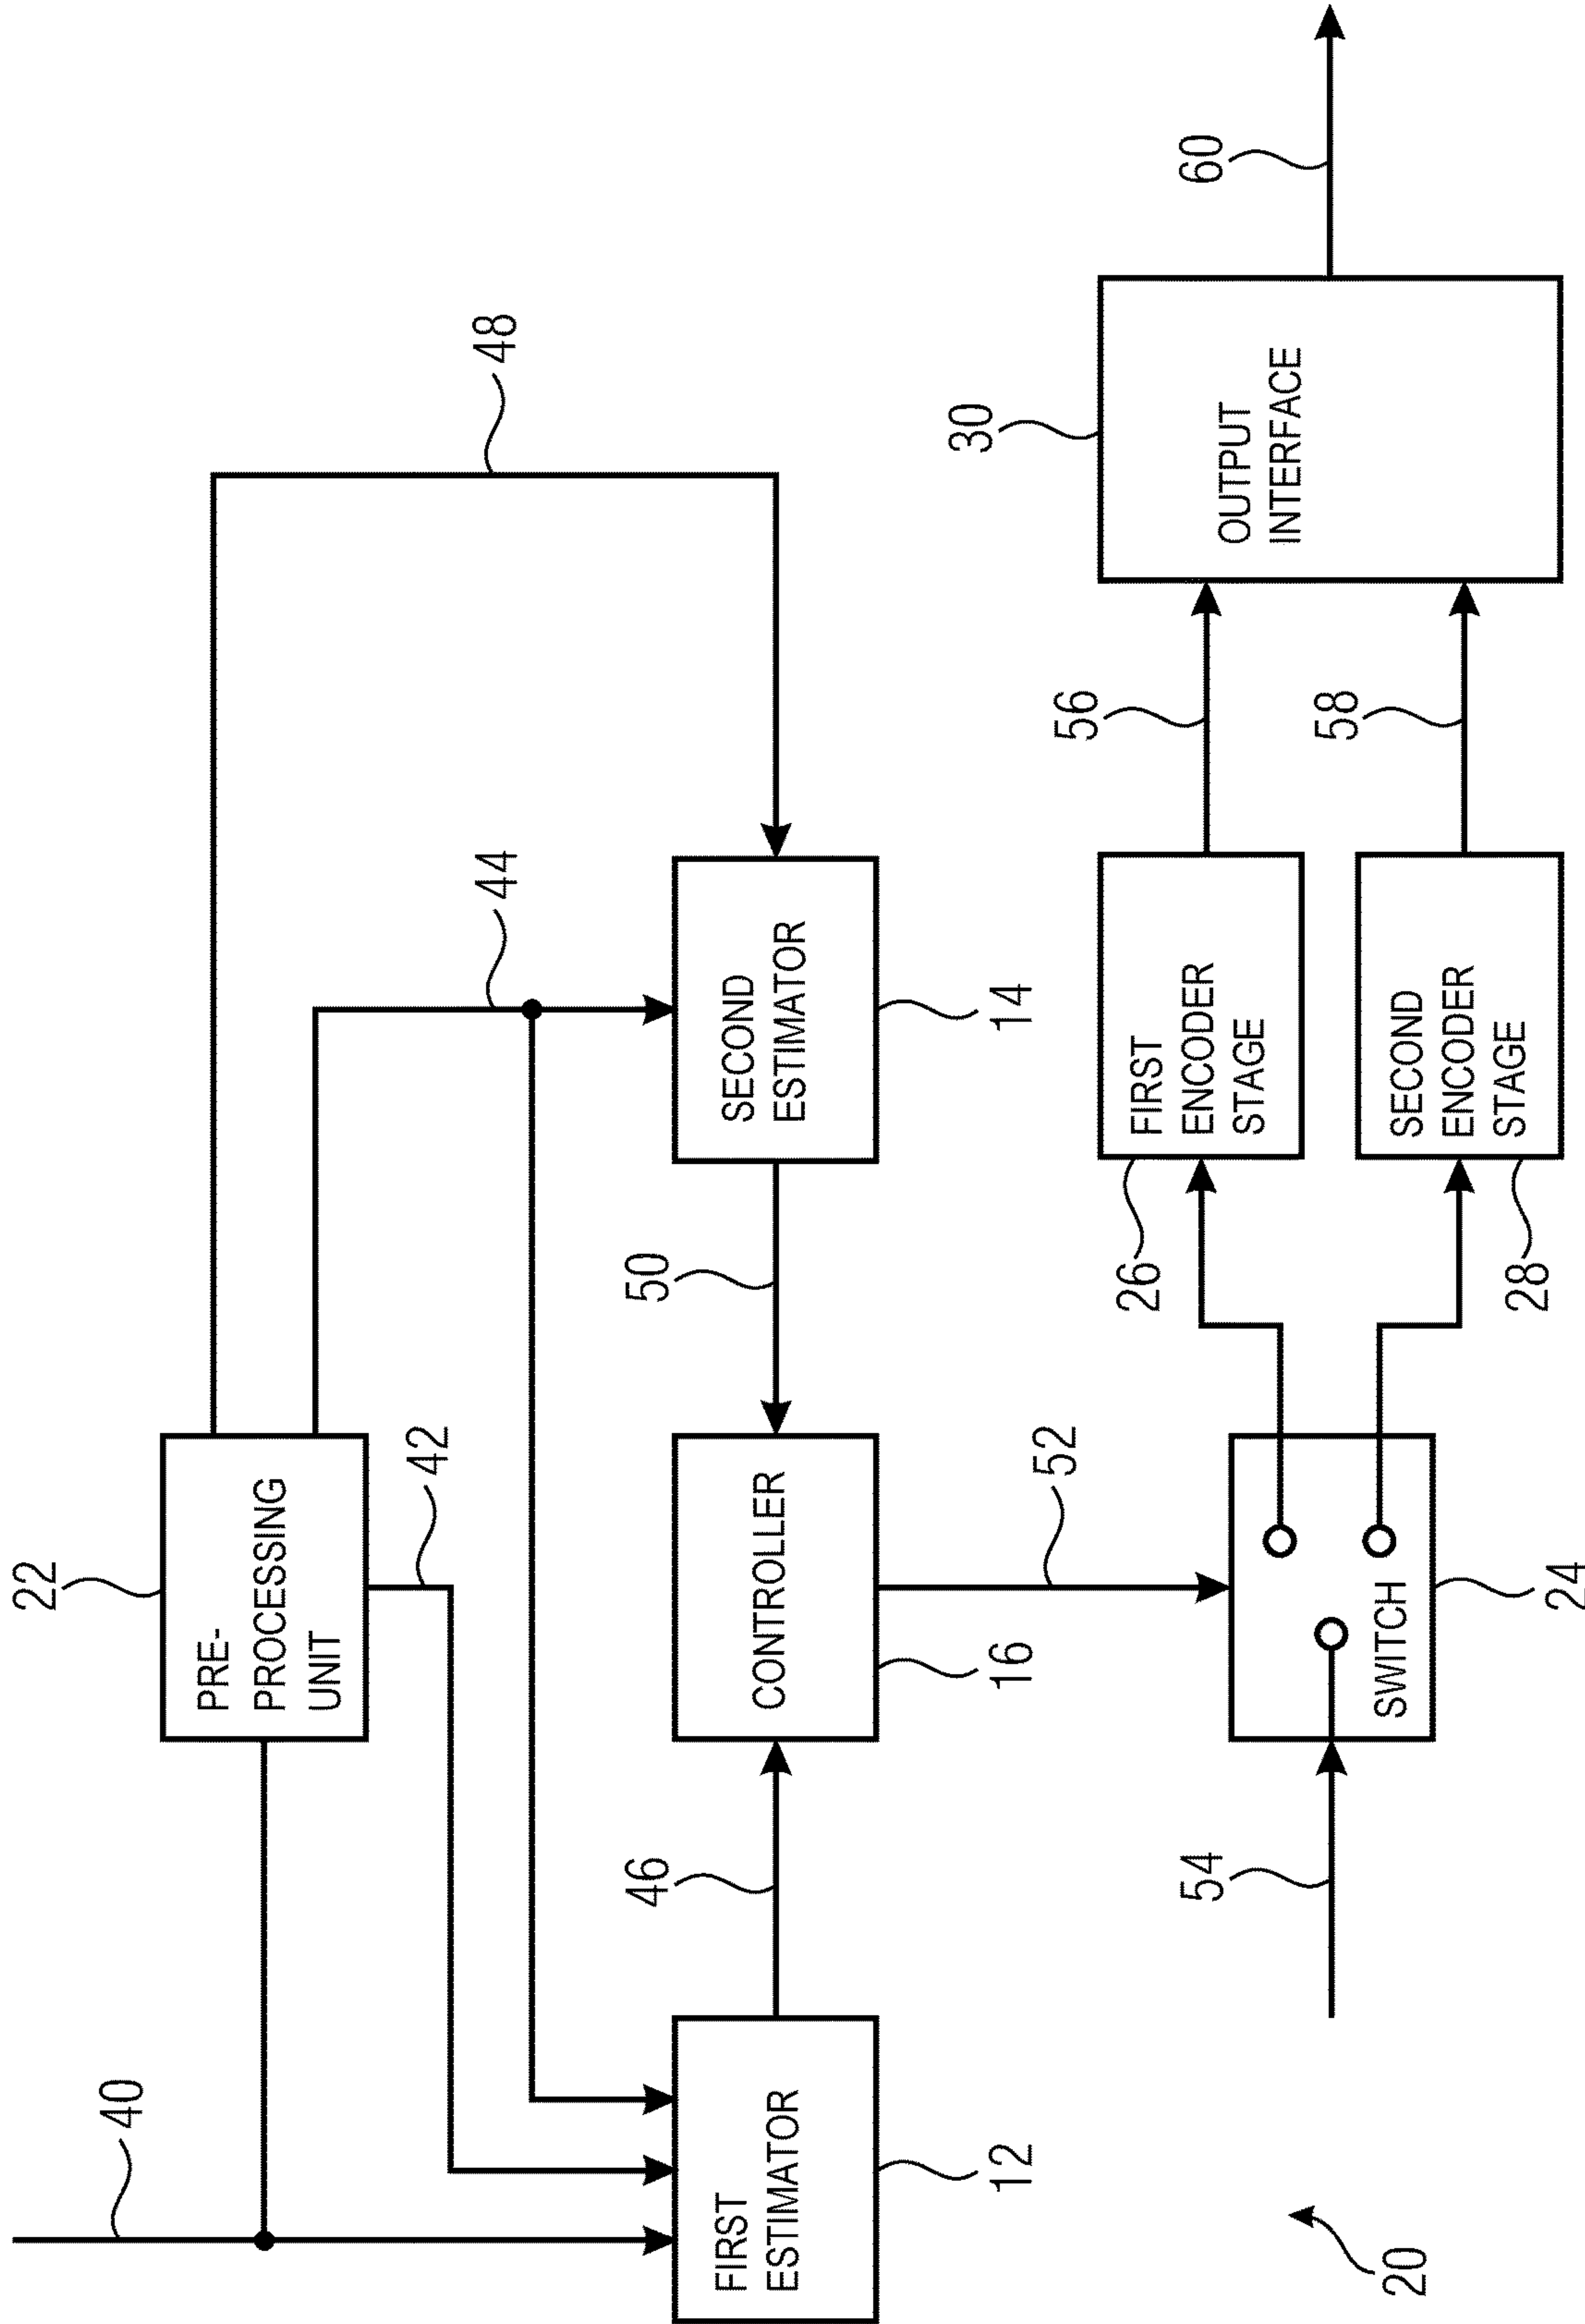 40
22
PRE-
PROCESSING
UNIT
42
44
48
FIRST
ESTIMATOR
12
46
CONTROLLER
16
50
SECOND
ESTIMATOR
14
52
54
SWITCH
24
26
FIRST
ENCODER
STAGE
28
SECOND
ENCODER
STAGE
56
58
30
OUTPUT
INTERFACE
60
20